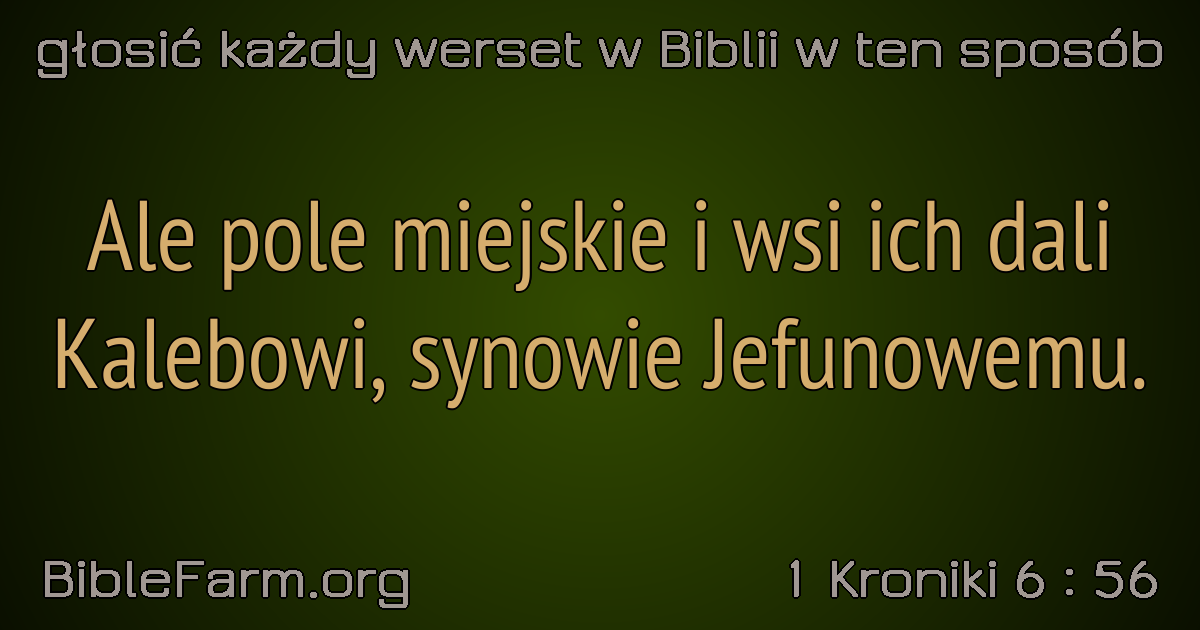 głosić każdy werset w Biblii w ten sposób
Ale pole miejskie i wsi ich dali
Kalebowi, synowie Jefunowemu.
BibleFarm.org
1 Kroniki 6 : 56